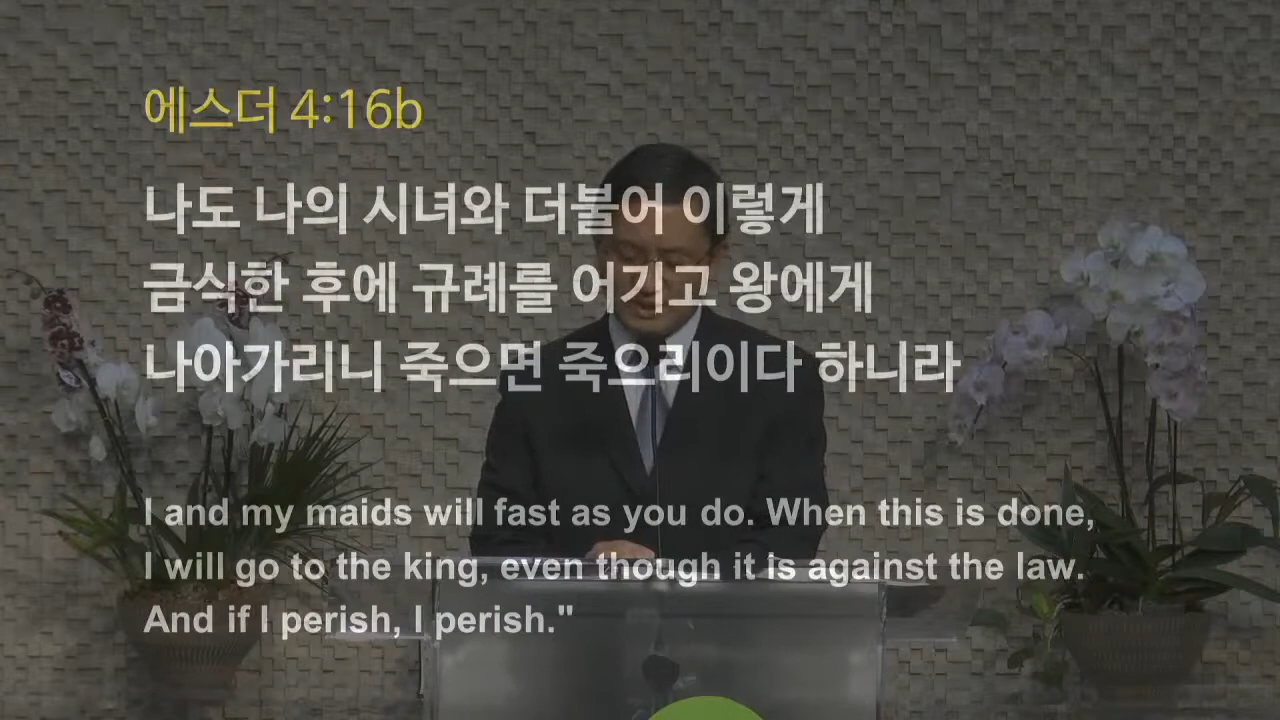 에스더 4:16b
나도 나의 시녀와 더불어 이렇게
금식한 후에 규례를 어기고 왕에게
나아가리니 죽으면 죽으리이다 하니라
I and my maids will fast as you do. When this is done,
I will go to the king, even though it is against the law.
And if I perish, I perish."